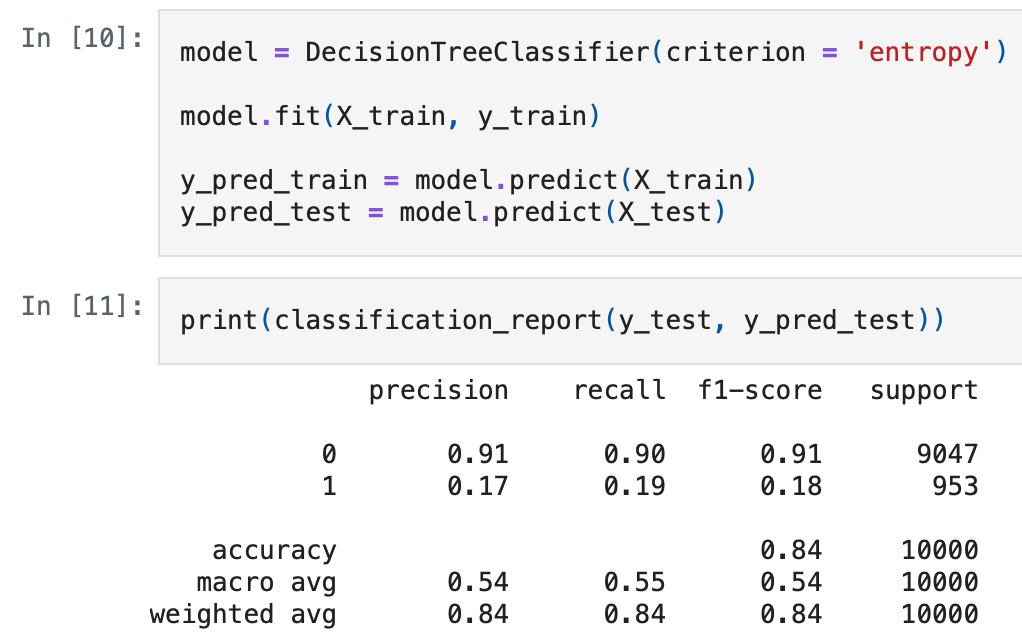 In [10]:
model = DecisionTreeClassifier(criterion = 'entropy')
model.fit(X_train, y_train)
y_pred_train = model.predict(X_train)
y_pred_test = model.predict(X_test)
In [11]:
print(classification_report(y_test, y_pred_test))
precision recall f1-score support
0 0.91 0.90 0.91 9047
1 0.17 0.19 0.18 953
accuracy 0.84 10000
macro avg 0.54 0.55 0.54 10000
weighted avg 0.84 0.84 0.84 10000